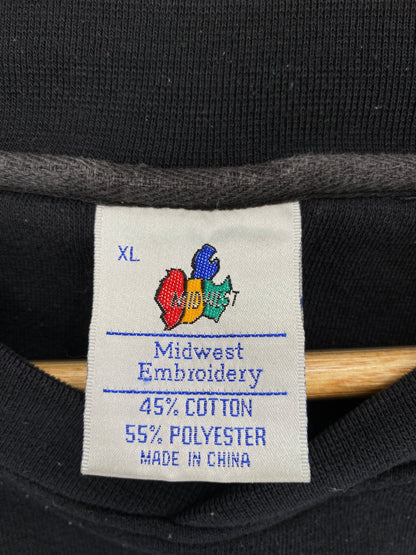 XL
MIDWEST
Midwest
Embroidery
45% COTTON
55% POLYESTER
MADE IN CHINA